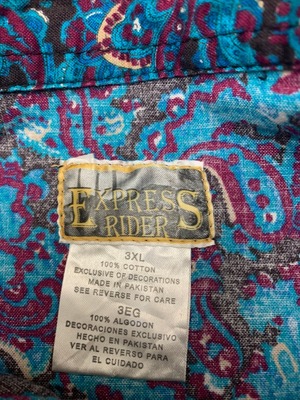 EXPRESS
RIDER
3XL
100% COTTON
EXCLUSIVE OF DECORATIONS
MADE IN PAKISTAN
SEE REVERSE FOR CARE
3EG
100% ALGODON
DECORACIONES EXCLUSIVO
HECHO EN PAKISTAN
VER AL REVERSO PARA
EL CUIDADO